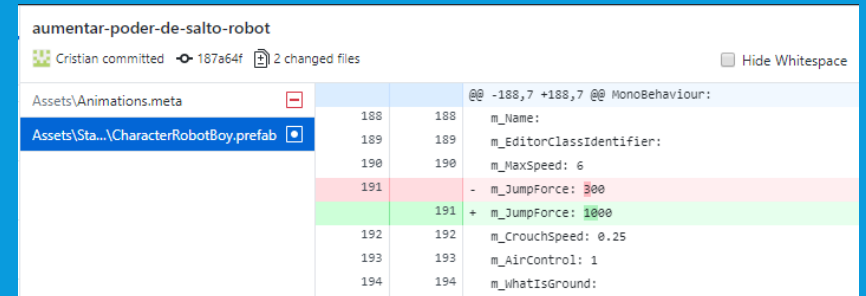 aumentar-poder-de-salto-robot
Cristian committed 187a64f 2 changed files Hide Whitespace
Assets\Animations.meta
Assets\Sta...\CharacterRobotBoy.prefab
@@ -188,7 +188,7 @@ MonoBehaviour:
188 188 m_Name:
189 189 m_EditorClassIdentifier:
190 190 m_MaxSpeed: 6
191 - m_JumpForce: 300
191 + m_JumpForce: 1000
192 192 m_CrouchSpeed: 0.25
193 193 m_AirControl: 1
194 194 m_WhatIsGround: